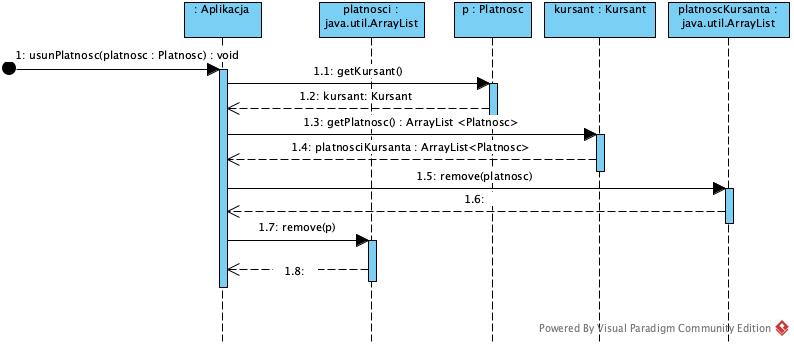 : Aplikacja
platnosci :
java.util.ArrayList
p : Platnosc
kursant : Kursant
platnoscKursanta :
java.util.ArrayList
1: usunPlatnosc(platnosc : Platnosc) : void
1.1: getKursant()
1.2: kursant: Kursant
1.3: getPlatnosc() : ArrayList <Platnosc>
1.4: platnosciKursanta : ArrayList<Platnosc>
1.5: remove(platnosc)
1.6:
1.7: remove(p)
1.8:
Powered By Visual Paradigm Community Edition